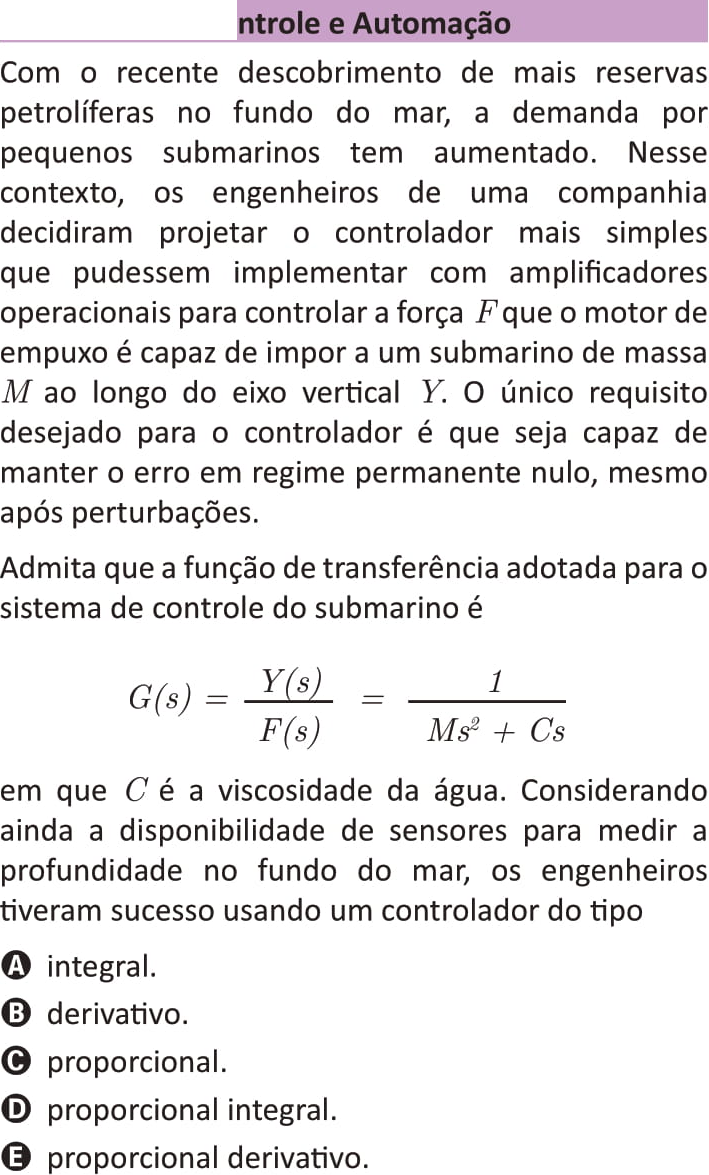 ntrole e Automação
Com o recente descobrimento de mais reservas
petrolíferas no fundo do mar, a demanda por
pequenos submarinos tem aumentado. Nesse
contexto, os engenheiros de uma companhia
decidiram projetar o controlador mais simples
que pudessem implementar com amplificadores
operacionais para controlar a força F que o motor de
empuxo é capaz de impor a um submarino de massa
M ao longo do eixo vertical Y. O único requisito
desejado para o controlador é que seja capaz de
manter o erro em regime permanente nulo, mesmo
após perturbações.
Admita que a função de transferência adotada para o
sistema de controle do submarino é
G(s) = Y(s) / F(s) = 1 / Ms² + Cs
em que C é a viscosidade da água. Considerando
ainda a disponibilidade de sensores para medir a
profundidade no fundo do mar, os engenheiros
tiveram sucesso usando um controlador do tipo
A integral.
B derivativo.
C proporcional.
D proporcional integral.
E proporcional derivativo.